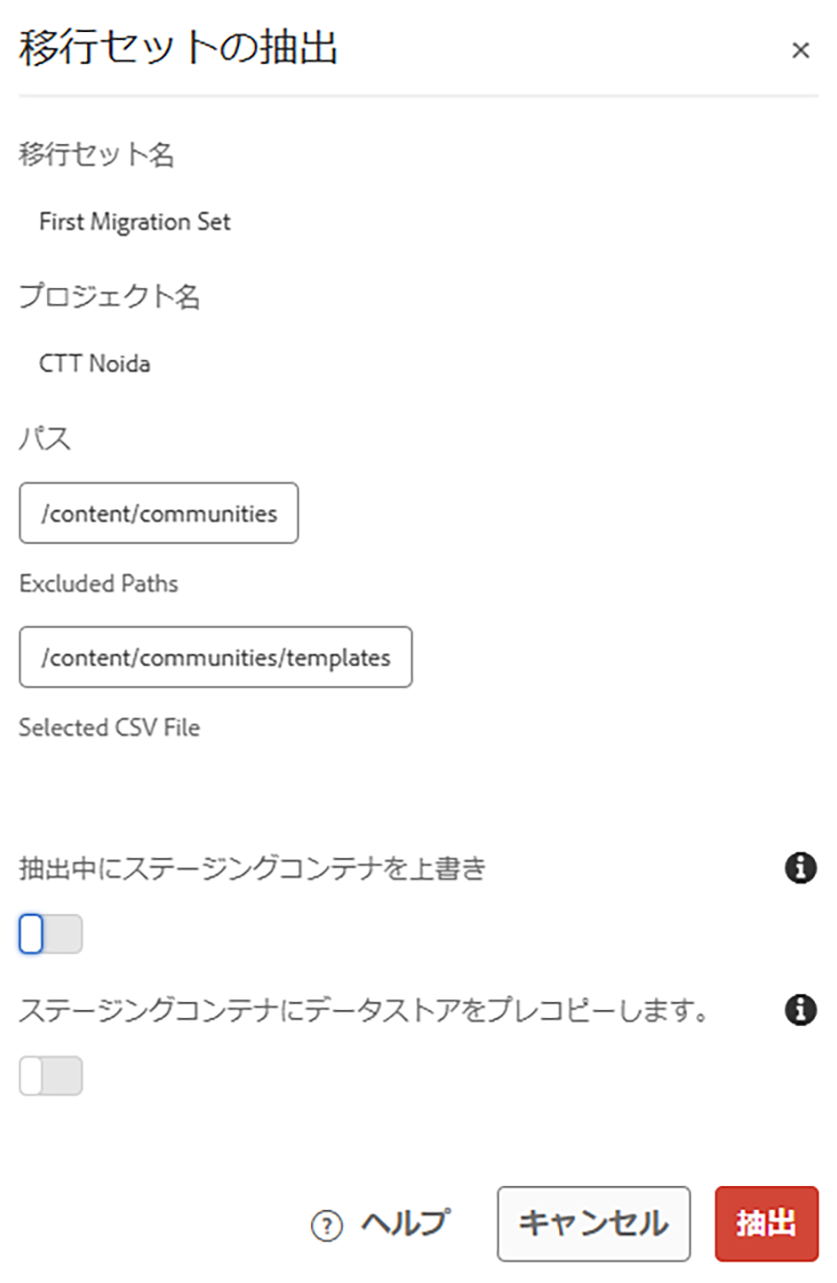 移行セットの抽出
移行セット名
First Migration Set
プロジェクト名
CTT Noida
パス
/content/communities
Excluded Paths
/content/communities/templates
Selected CSV File
抽出中にステージングコンテナを上書き
ステージングコンテナにデータストアをプレコピーします。
ヘルプ キャンセル 抽出